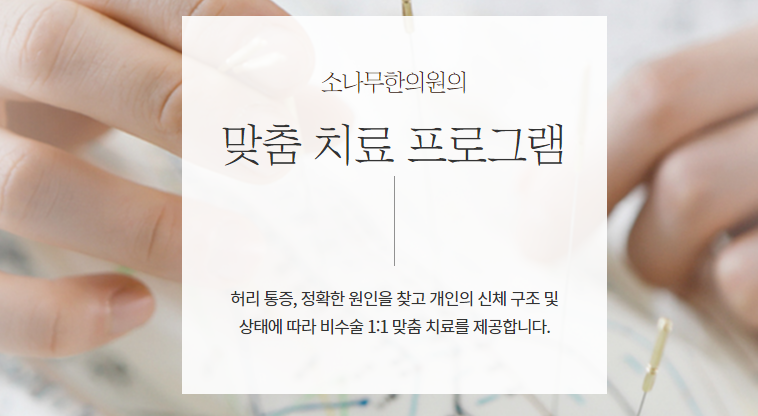 소나무한의원의
맞춤 치료 프로그램
허리 통증, 정확한 원인을 찾고 개인의 신체 구조 및
상태에 따라 비수술 1:1 맞춤 치료를 제공합니다.